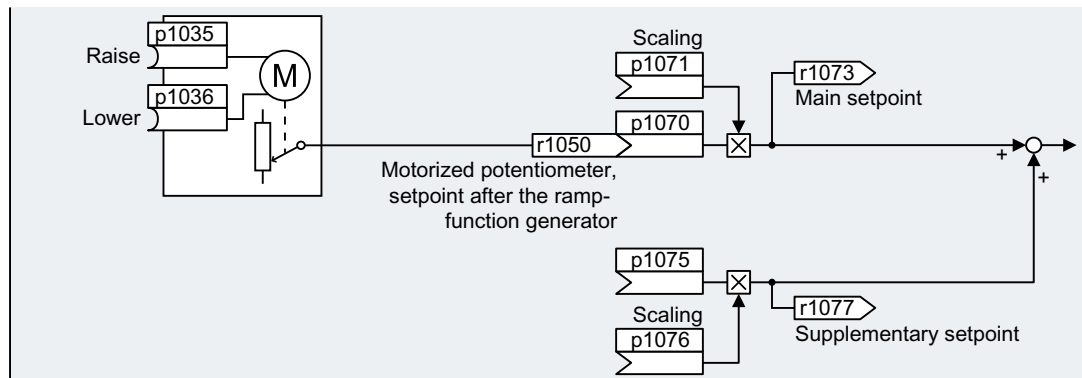 p1035
Raise
p1036
Lower
M
Scaling
p1071
r1073
Main setpoint
p1070
r1050
Motorized potentiometer,
setpoint after the ramp-
function generator
+
+
p1075
r1077
Supplementary setpoint
Scaling
p1076